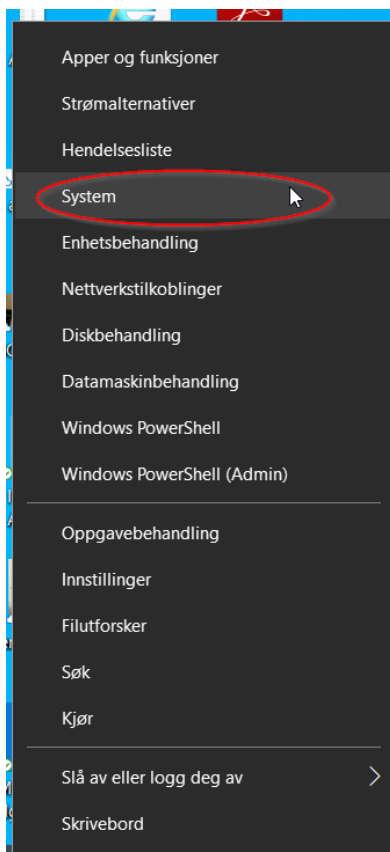 Apper og funksjoner
Strømalternativer
Hendelsesliste
System
Enhetsbehandling
Nettverkstilkoblinger
Diskbehandling
Datamaskinbehandling
Windows PowerShell
Windows PowerShell (Admin)
Oppgavebehandling
Innstillinger
Filutforsker
Søk
Kjør
Slå av eller logg deg av
Skrivebord